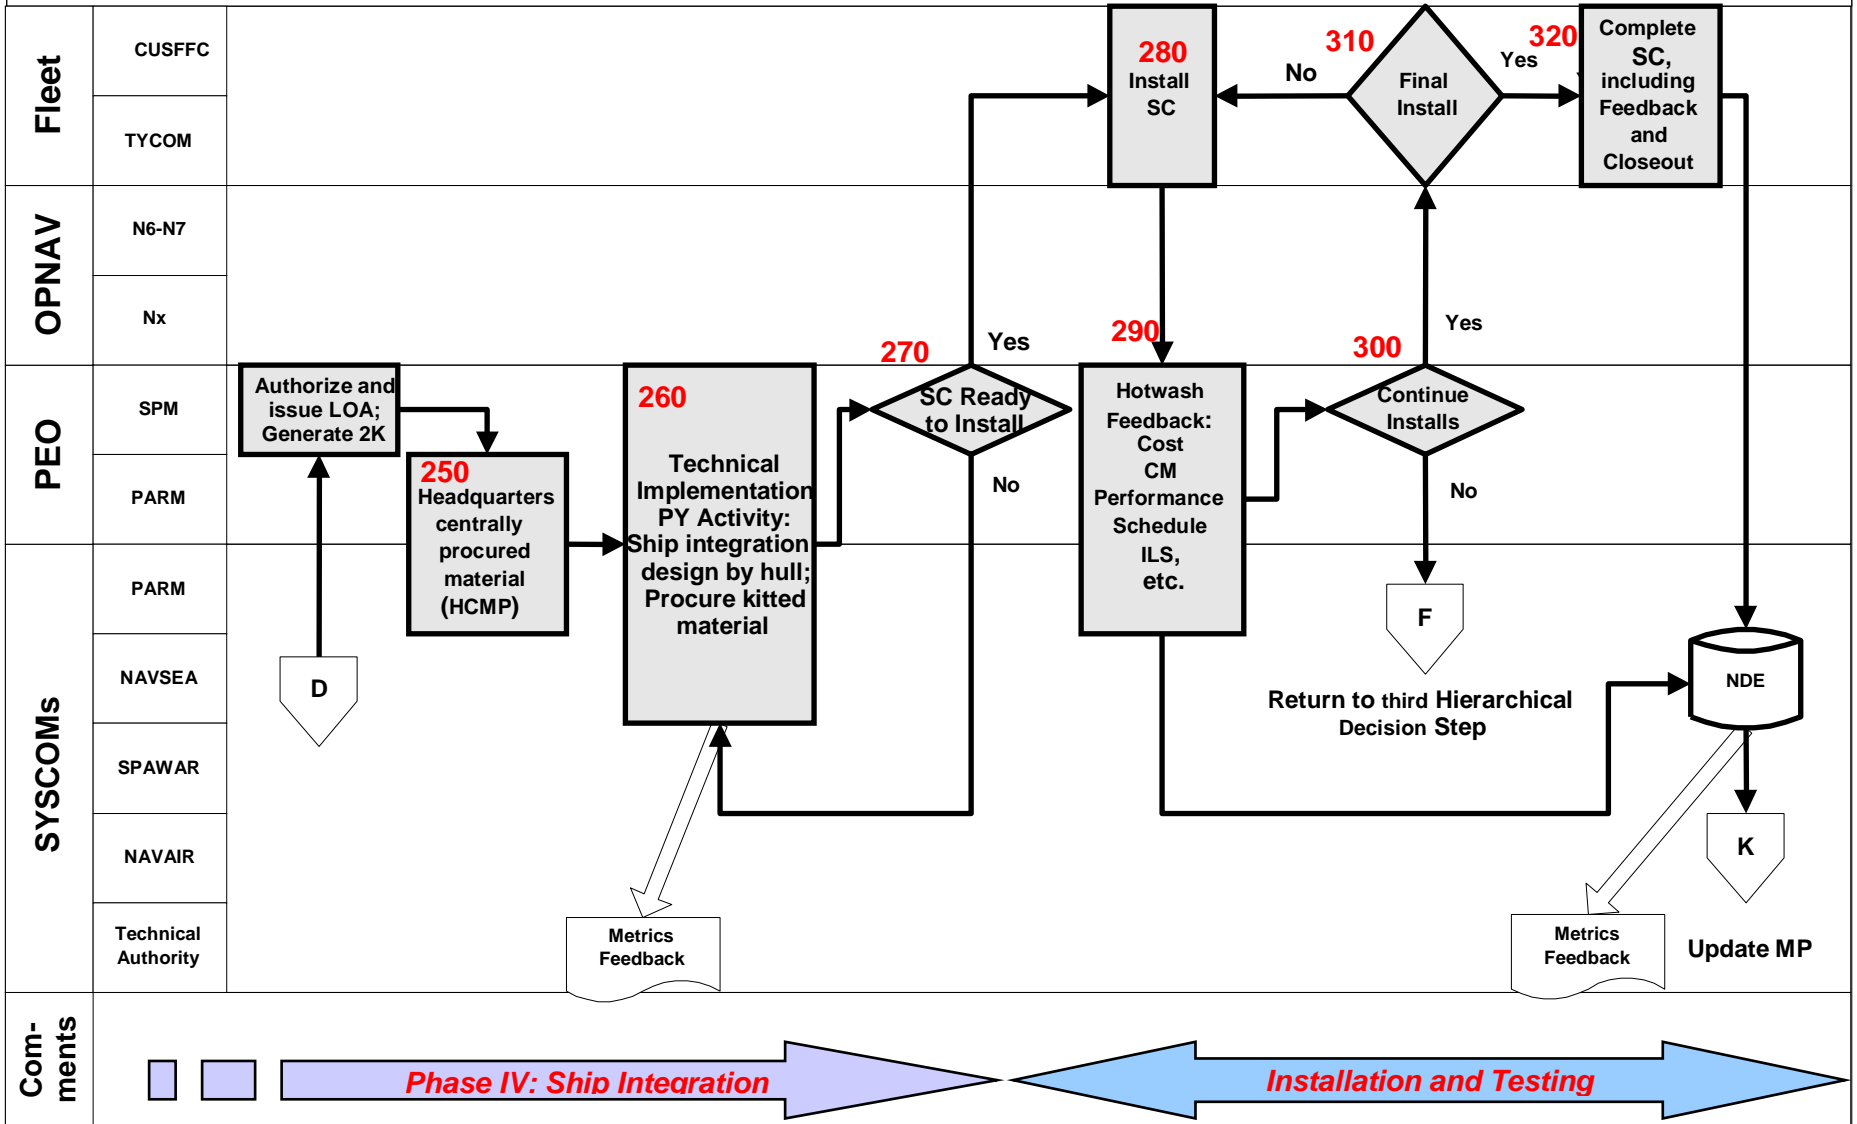 Fleet
CUSFFC
TYCOM
280
Install
SC
No
310
Final
Install
Yes
320
Complete
SC,
including
Feedback
and
Closeout
OPNAV
N6-N7
Nx
Yes
290
Yes
270
300
PEO
SPM
PARM
Authorize and
issue LOA;
Generate 2K
250
Headquarters
centrally
procured
material
(HCMP)
260
Technical
Implementation
PY Activity:
Ship integration
design by hull;
Procure kitted
material
SC Ready
to Install
No
Hotwash
Feedback:
Cost
CM
Performance
Schedule
ILS,
etc.
Continue
Installs
No
SYSCOMs
PARM
NAVSEA
SPAWAR
NAVAIR
Technical
Authority
D
F
Return to third Hierarchical
Decision Step
NDE
K
Metrics
Feedback
Metrics
Feedback
Update MP
Com-
ments
Phase IV: Ship Integration
Installation and Testing